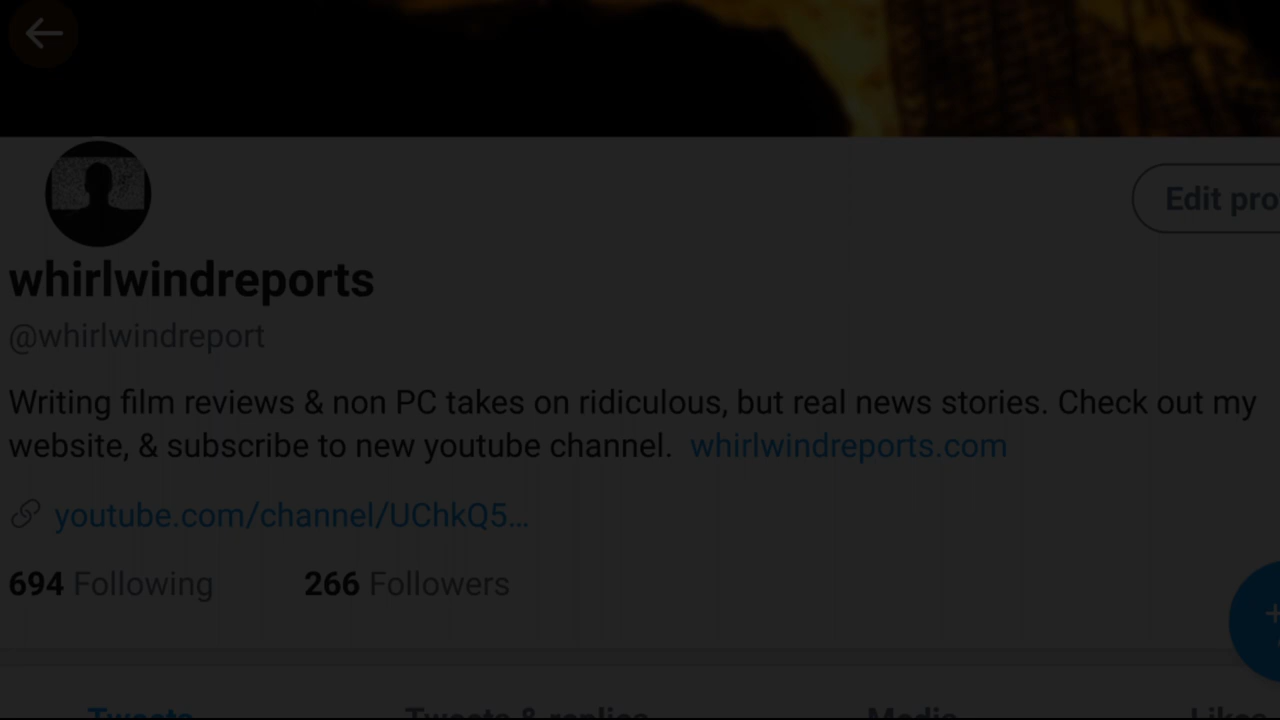 Edit pro
whirlwindreports
@whirlwindreport
Writing film reviews & non PC takes on ridiculous, but real news stories. Check out my
website, & subscribe to new youtube channel. whirlwindreports.com
youtube.com/channel/UChkQ5...
694 Following 266 Followers
Tweets Tweets & replies Media Likes